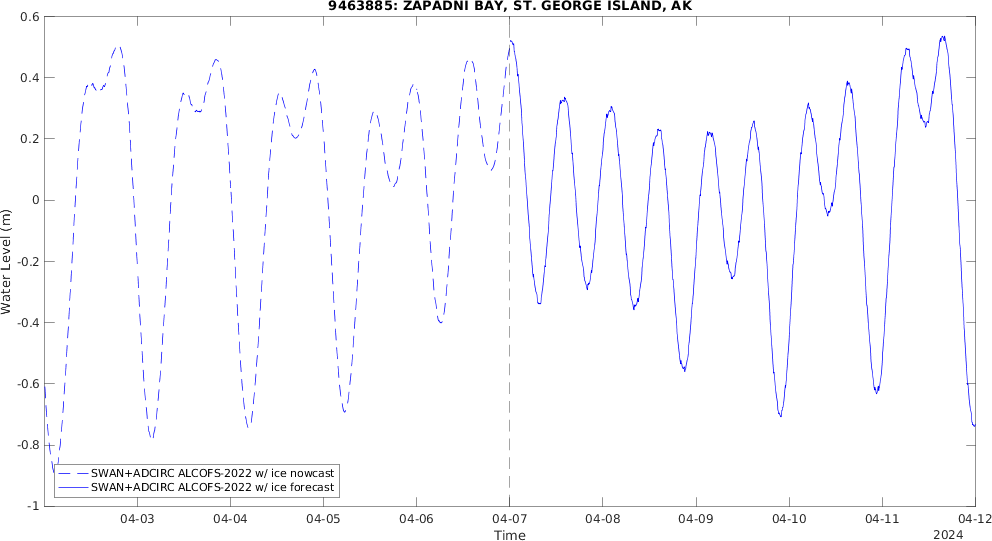 9463885: ZAPADNI BAY, ST. GEORGE ISLAND, AK
0.6
0.4
0.2
0
-0.2
-0.4
-0.6
-0.8
-1
Water Level (m)
SWAN+ADCIRC ALCOFS-2022 w/ ice nowcast
SWAN+ADCIRC ALCOFS-2022 w/ ice forecast
04-03 04-04 04-05 04-06 04-07 04-08 04-09 04-10 04-11 04-12
Time
2024